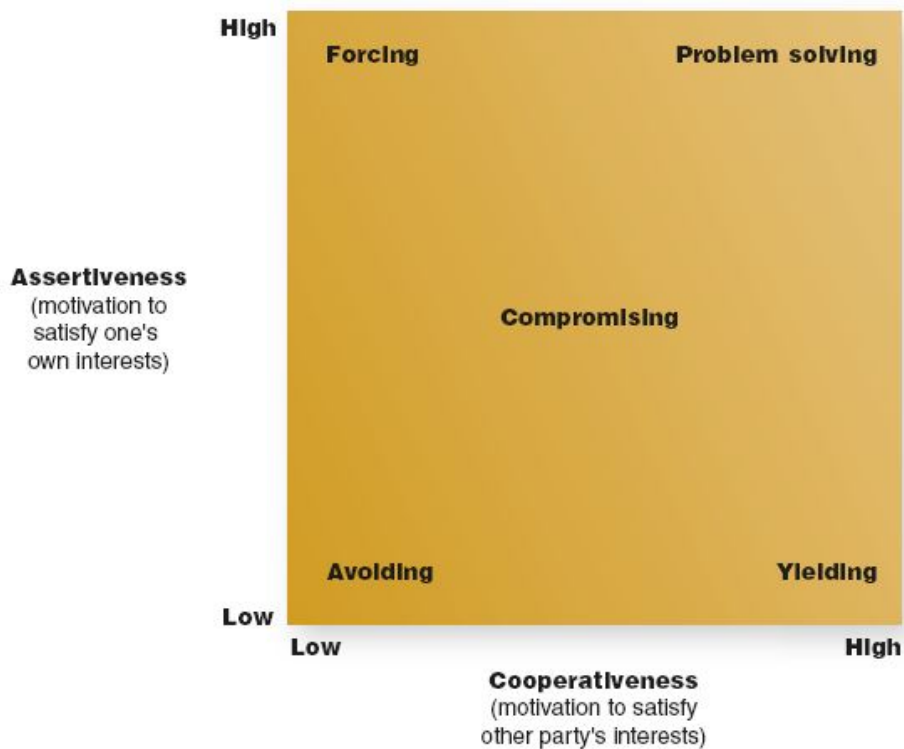 High
Forcing
Problem solving
Assertiveness
(motivation to
satisfy one's
own interests)
Compromising
Avoiding
Yielding
Low
Low
High
Cooperativeness
(motivation to satisfy
other party's interests)